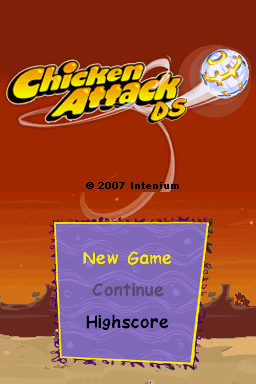 Chicken
Attack
DS
© 2007 Intenium
New Game
Continue
Highscore